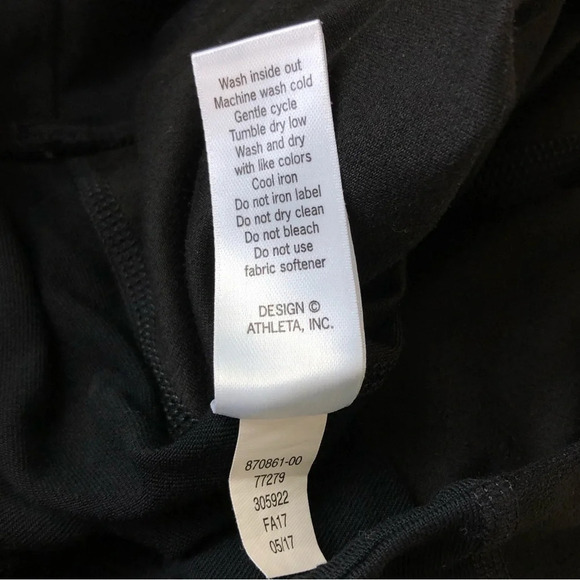 Wash inside out
Machine wash cold
Gentle cycle
Tumble dry low
Wash and dry
with like colors
Cool iron
Do not iron label
Do not dry clean
Do not bleach
Do not use
fabric softener
DESIGN ©
ATHLETA, INC.
870861-00
77279
305922
FA17
05/17